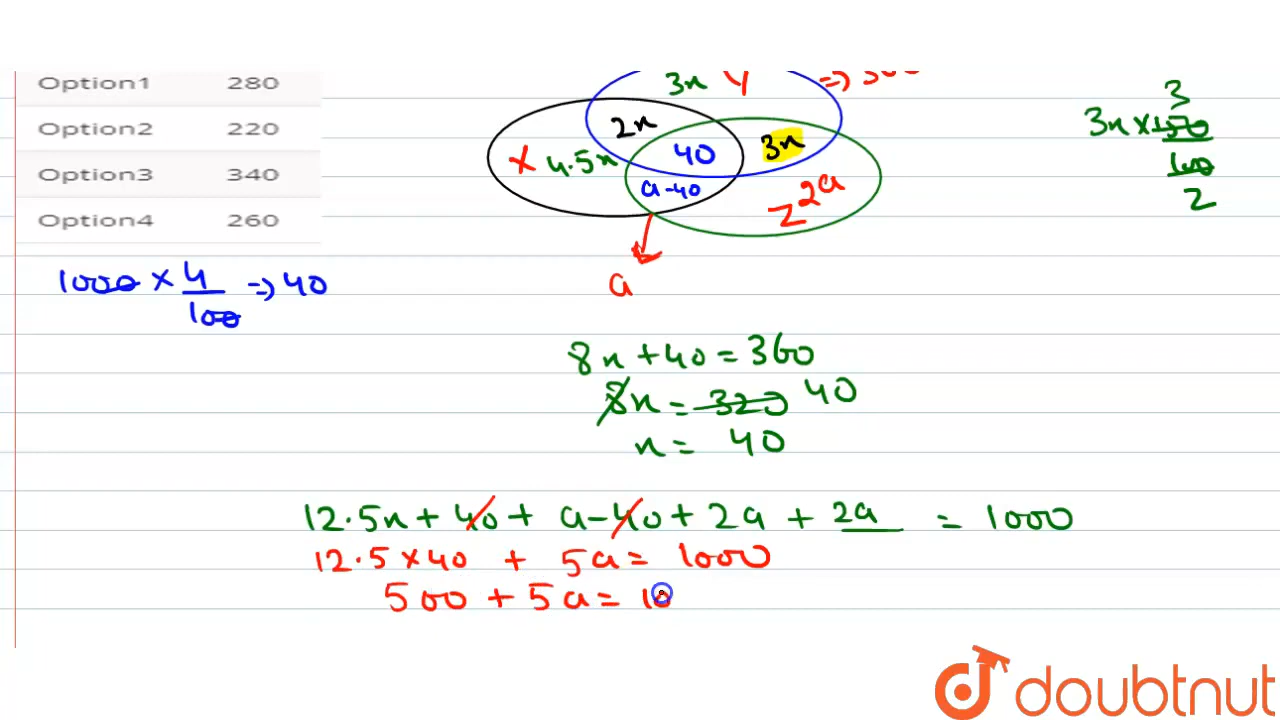 Option1 280
Option2 220
Option3 340
Option4 260
1000 × 4/100 => 40
3x Y
2x
X 4.5x 40 3x
a-40
Z 2a
a
3
3x × 150
100
2
8x + 40 = 360
8x = 320 40
x = 40
12.5x + 40 + a - 40 + 2a + 2a = 1000
12.5 × 40 + 5a = 1000
500 + 5a = 10
doubtnut